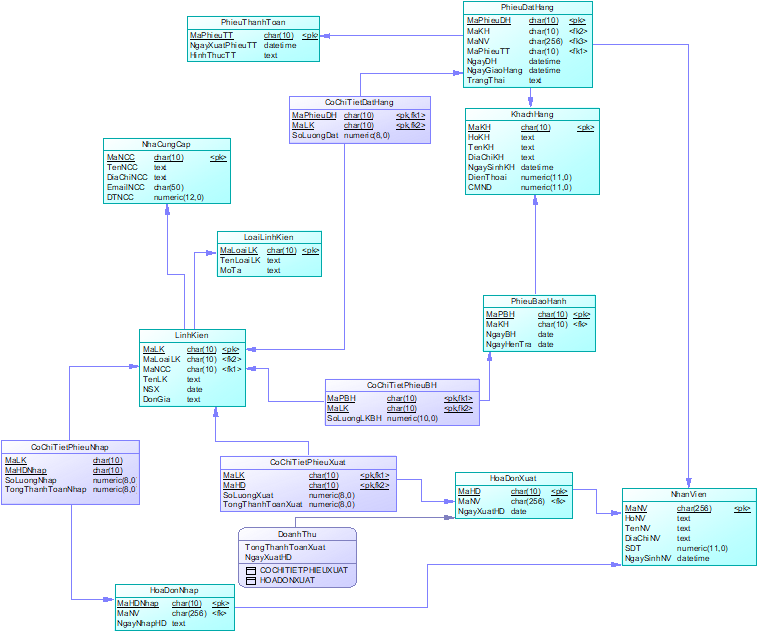 PhieuThanhToan
MaPhieuTT char(10) <pk>
NgayXuatPhieuTT datetime
HinhThucTT text
PhieuDatHang
MaPhieuDH char(10) <pk>
MaKH char(10) <fk2>
MaNV char(256) <fk3>
MaPhieuTT char(10) <fk1>
NgayDH datetime
NgayGiaoHang datetime
TrangThai text
CoChiTietDatHang
MaPhieuDH char(10) <pk,fk1>
MaLK char(10) <pk,fk2>
SoLuongDat numeric(8,0)
KhachHang
MaKH char(10) <pk>
HoKH text
TenKH text
DiaChiKH text
NgaySinhKH datetime
DienThoai numeric(11,0)
CMND numeric(11,0)
NhaCungCap
MaNCC char(10) <pk>
TenNCC text
DiaChiNCC text
EmailNCC char(50)
DTNCC numeric(12,0)
LoaiLinhKien
MaLoaiLK char(10) <pk>
TenLoaiLK text
MoTa text
PhieuBaoHanh
MaPBH char(10) <pk>
MaKH char(10) <fk>
NgayBH date
NgayHenTra date
LinhKien
MaLK char(10) <pk>
MaLoaiLK char(10) <fk2>
MaNCC char(10) <fk1>
TenLK text
NSX date
DonGia text
CoChiTietPhieuBH
MaPBH char(10) <pk,fk1>
MaLK char(10) <pk,fk2>
SoLuongLKBH numeric(10,0)
CoChiTietPhieuNhap
MaLK char(10)
MaHDNhap char(10)
SoLuongNhap numeric(8,0
TongThanhToanNhap numeric(8,0
CoChiTietPhieuXuat
MaLK char(10) <pk,fk1>
MaHD char(10) <pk,fk2>
SoLuongXuat numeric(8,0)
TongThanhToanXuat numeric(8,0)
HoaDonXuat
MaHD char(10) <pk>
MaNV char(256) <fk>
NgayXuatHD date
NhanVien
MaNV char(256) <pk>
HoNV text
TenNV text
DiaChiNV text
SDT numeric(11,0)
NgaySinhNV datetime
DoanhThu
TongThanhToanXuat
NgayXuatHD
COCHITIETPHIEUXUAT
HOADONXUAT
HoaDonNhap
MaHDNhap char(10) <pk>
MaNV char(256) <fk>
NgayNhapHD text